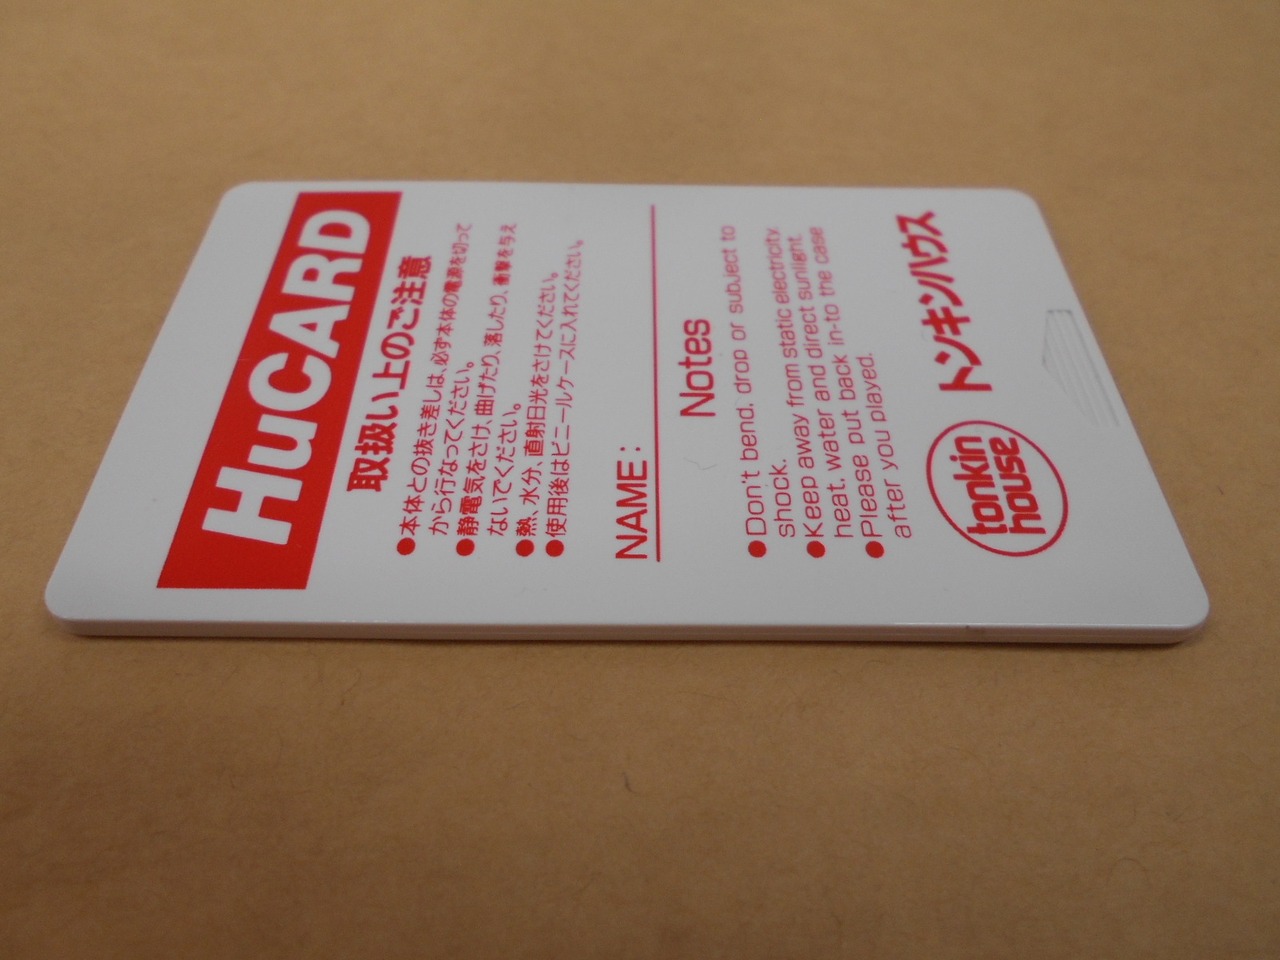 HuCARD
取扱い上のご注意
●本体との抜き差しは、必ず本体の電源を切って
から行なってください。
●静電気をさけ、曲げたり、落したり、衝撃を与え
ないでください。
●熱、水分、直射日光をさけてください。
●使用後はビニールケースに入れてください。
NAME:
Notes
●Don't bend, drop or subject to
shock.
●Keep away from static electricity,
heat, water and direct sunlight.
●Please put back in-to the case
after you played.
tonkin
house
トンキンハウス